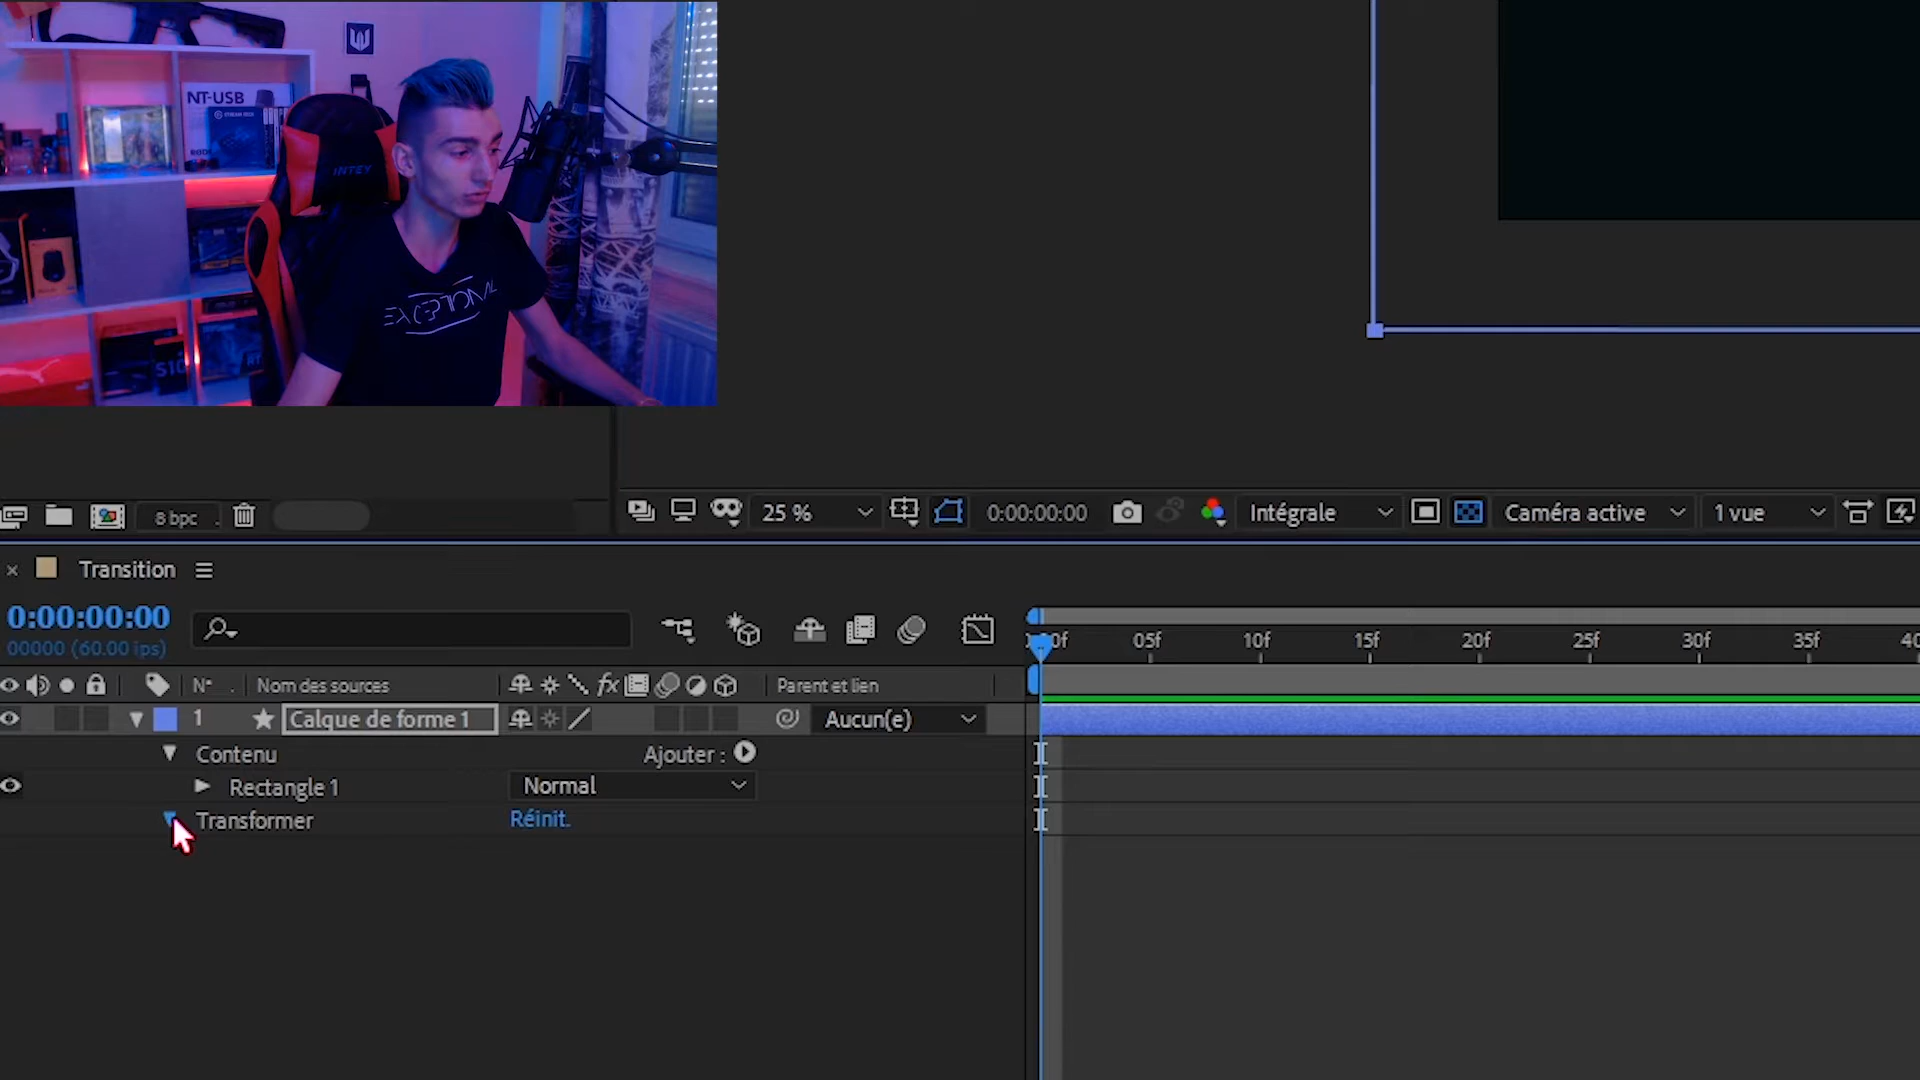 NT-USB
INTEY
EXCEPTIONAL
8 bpc
25 %
0:00:00:00
Intégrale
Caméra active
1 vue
Transition
0:00:00:00
00000 (60.00 ips)
05f
10f
15f
20f
25f
30f
35f
N°
Nom des sources
fx
Parent et lien
1
Calque de forme 1
Aucun(e)
Contenu
Ajouter :
Rectangle 1
Normal
Transformer
Réinit.